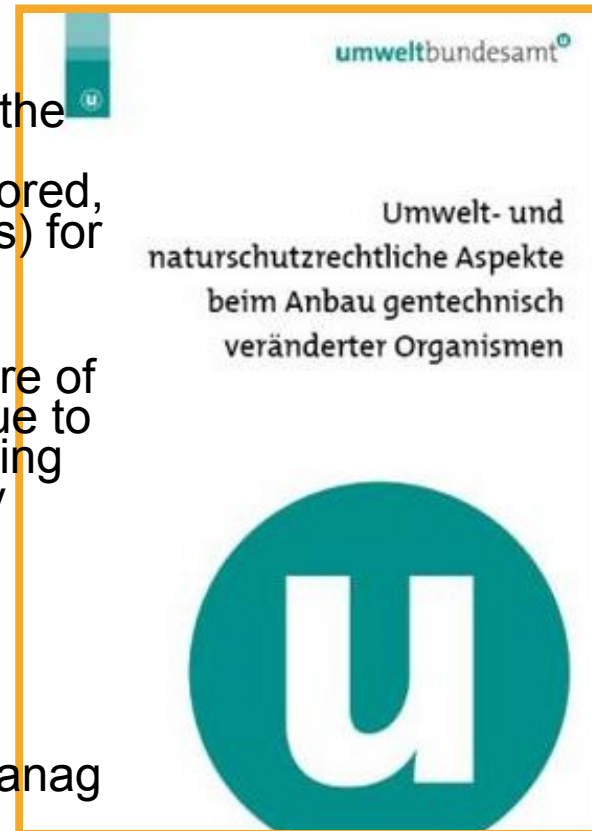 umweltbundesamt
the
ored,
s) for
Umwelt- und
naturschutzrechtliche Aspekte
beim Anbau gentechnisch
veränderter Organismen
re of
ue to
ing
y
u
anag